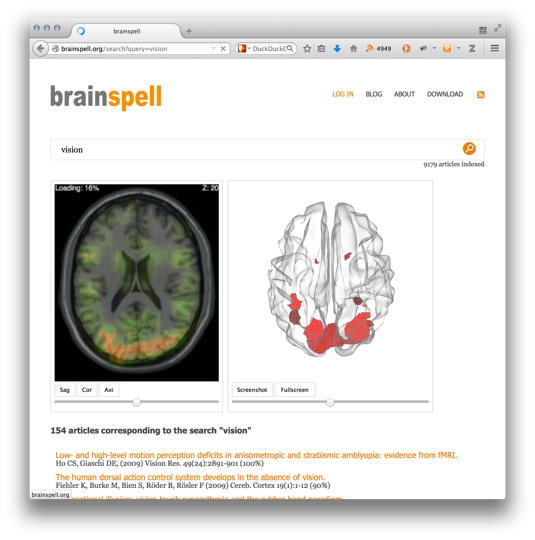 brainspell
brainspell.org/search?query=vision
DuckDuckG
4949
brainspell
LOG IN BLOG ABOUT DOWNLOAD
vision
9179 articles indexed
Loading: 16% Z: 20
Sag Cor Axi
Screenshot Fullscreen
154 articles corresponding to the search "vision"
Low- and high-level motion perception deficits in anisometropic and strabismic amblyopia: evidence from fMRI.
Ho CS, Giaschi DE, (2009) Vision Res. 49(24):2891-901 (100%)
The human dorsal action control system develops in the absence of vision.
Fiehler K, Burke M, Bien S, Röder B, Rösler F (2009) Cereb. Cortex 19(1):1-12 (90%)
brainspell.org